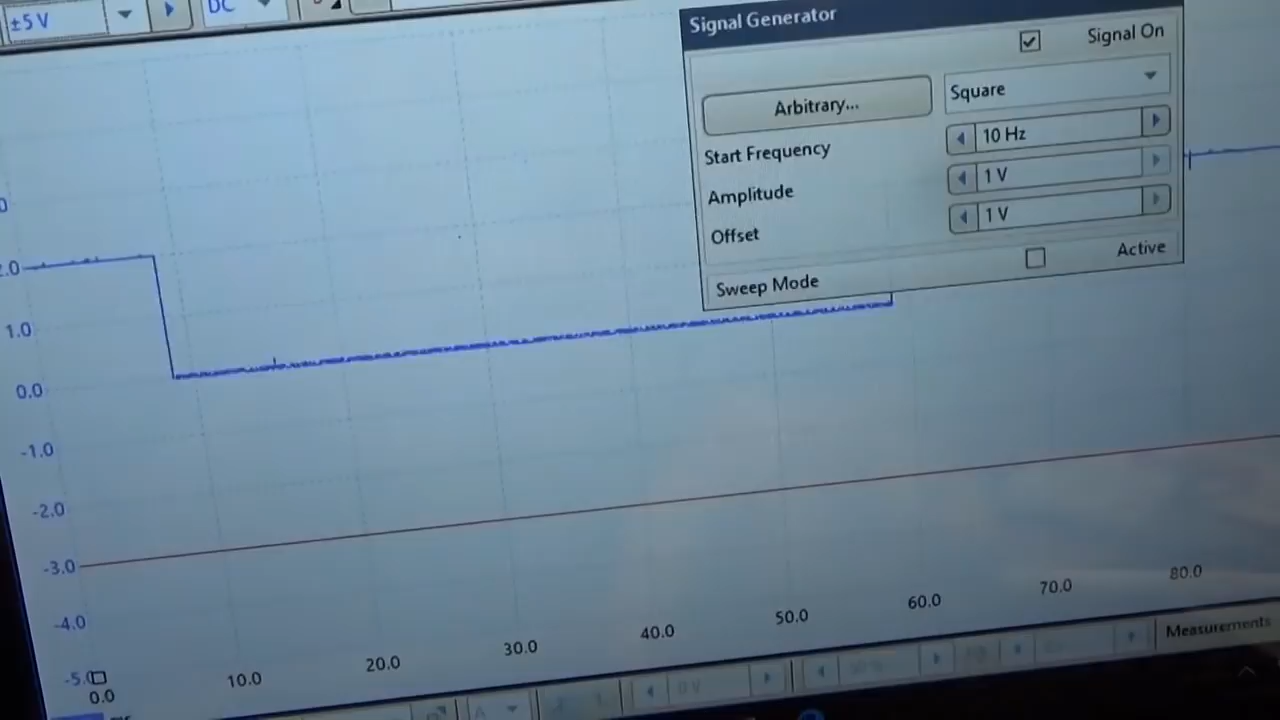 ±5 V
DC
Signal Generator
Signal On
Arbitrary...
Square
Start Frequency
10 Hz
Amplitude
1 V
Offset
1 V
Sweep Mode
Active
2.0
1.0
0.0
-1.0
-2.0
-3.0
-4.0
-5.0
0.0
10.0
20.0
30.0
40.0
50.0
60.0
70.0
80.0
Measurements
A
0 V